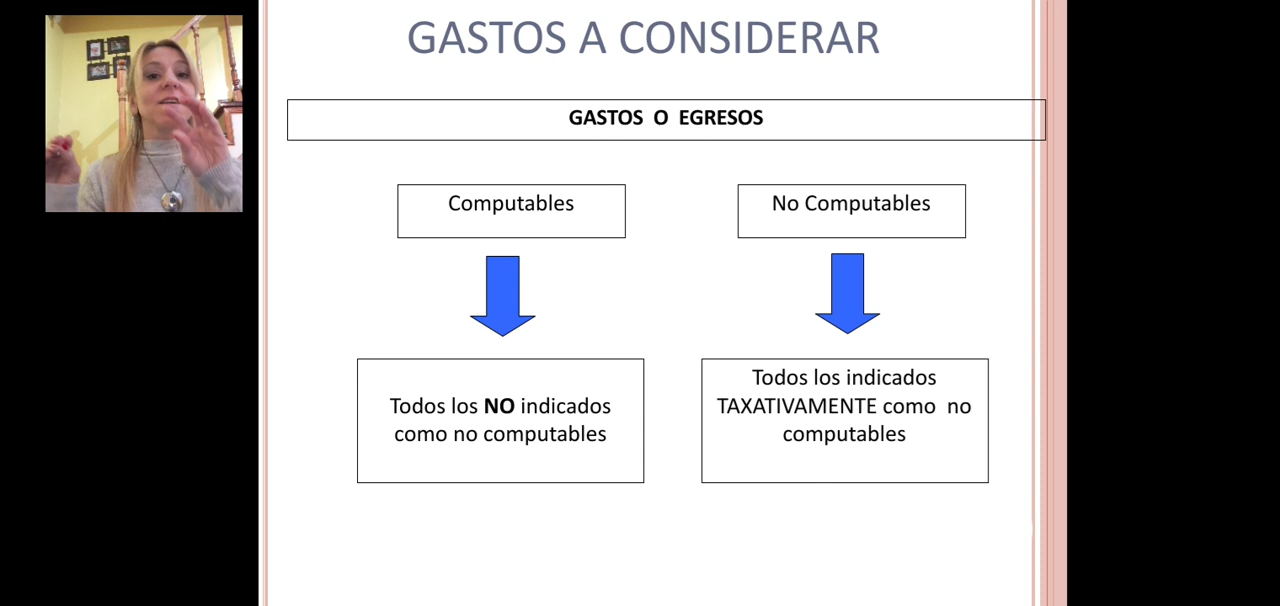 GASTOS A CONSIDERAR
GASTOS O EGRESOS
Computables
No Computables
Todos los NO indicados
como no computables
Todos los indicados
TAXATIVAMENTE como no
computables